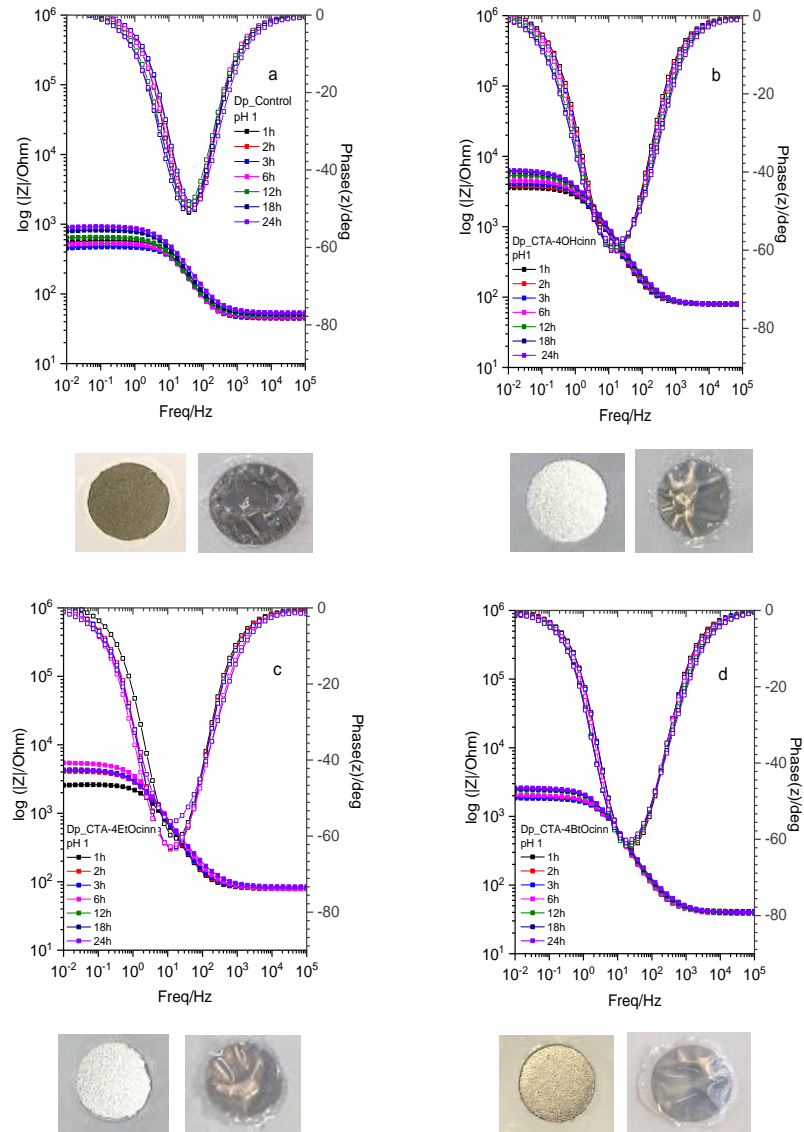 a
Dp_Control
pH 1
1h
2h
3h
6h
12h
18h
24h
log (|Z|/Ohm)
10^6
10^5
10^4
10^3
10^2
10^1
0
-20
-40
-60
-80
Phase(z)/deg
10^-2 10^-1 10^0 10^1 10^2 10^3 10^4 10^5
Freq/Hz
b
Dp_CTA-4OHcinn
pH1
1h
2h
3h
6h
12h
18h
24h
log (|Z|/Ohm)
10^6
10^5
10^4
10^3
10^2
10^1
0
-20
-40
-60
-80
Phase(z)/deg
10^-2 10^-1 10^0 10^1 10^2 10^3 10^4 10^5
Freq/Hz
c
Dp_CTA-4EtOcinn
pH 1
1h
2h
3h
6h
12h
18h
24h
log (|Z|/Ohm)
10^6
10^5
10^4
10^3
10^2
10^1
0
-20
-40
-60
-80
Phase(z)/deg
10^-2 10^-1 10^0 10^1 10^2 10^3 10^4 10^5
Freq/Hz
d
Dp_CTA-4BtOcinn
pH 1
1h
2h
3h
6h
12h
18h
24h
log (|Z|/Ohm)
10^6
10^5
10^4
10^3
10^2
10^1
0
-20
-40
-60
-80
Phase(z)/deg
10^-2 10^-1 10^0 10^1 10^2 10^3 10^4 10^5
Freq/Hz